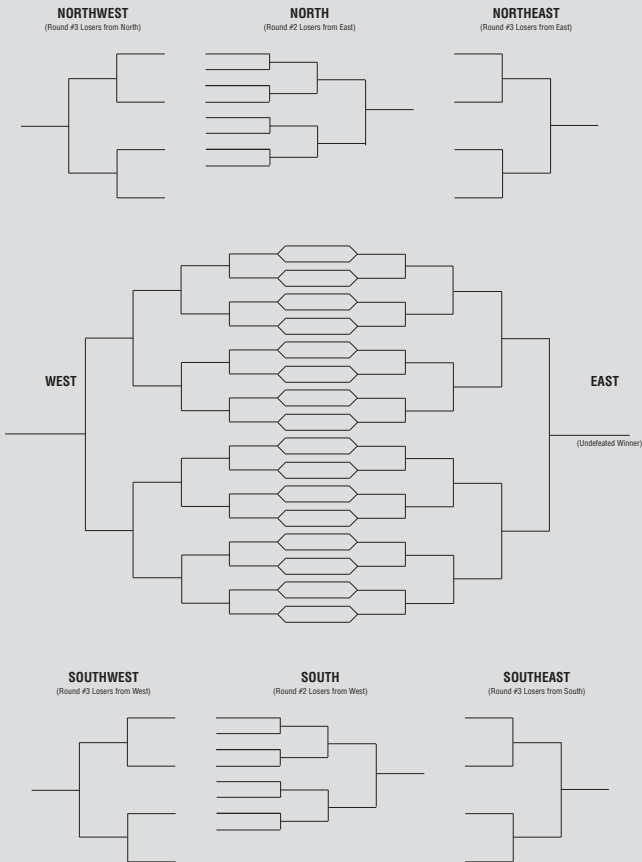 NORTHWEST
(Round #3 Losers from North)
NORTH
(Round #2 Losers from East)
NORTHEAST
(Round #3 Losers from East)
WEST
EAST
(Undefeated Winner)
SOUTHWEST
(Round #3 Losers from West)
SOUTH
(Round #2 Losers from West)
SOUTHEAST
(Round #3 Losers from South)